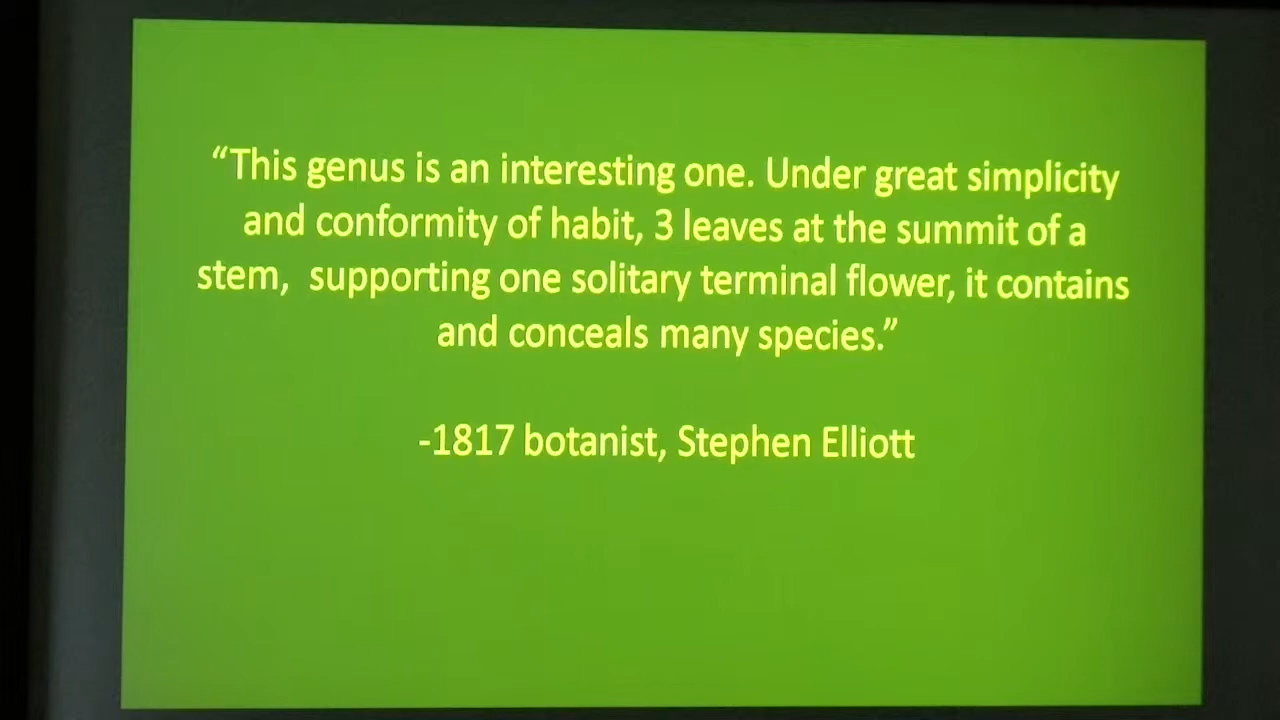 “This genus is an interesting one. Under great simplicity
and conformity of habit, 3 leaves at the summit of a
stem,  supporting one solitary terminal flower, it contains
and conceals many species.”
-1817 botanist, Stephen Elliott